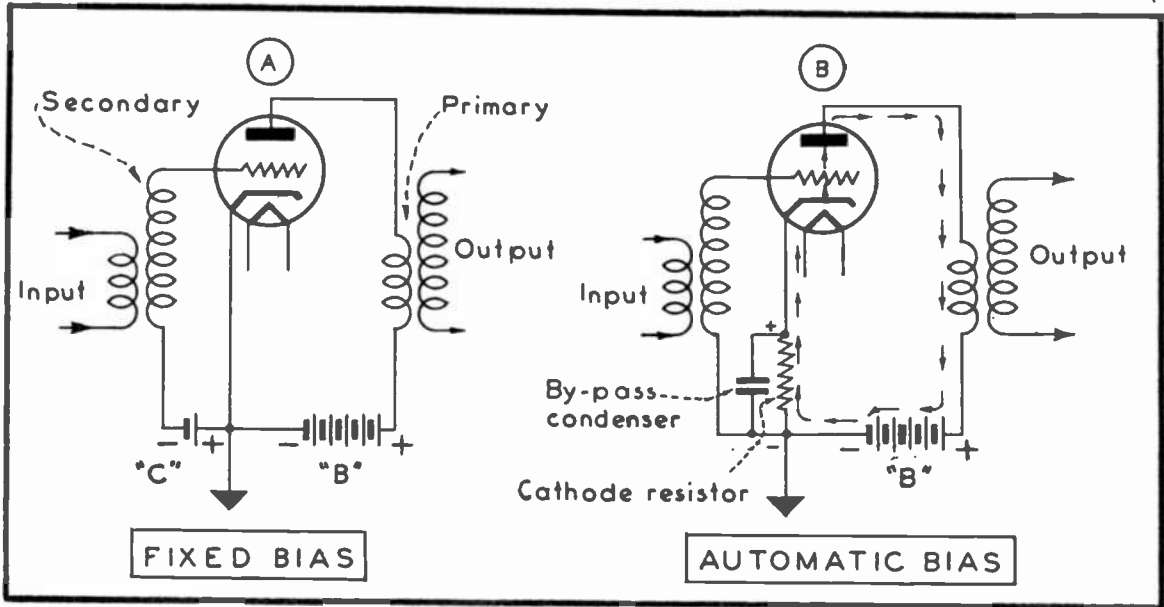 A
Secondary
Primary
Input
Output
- + - +
"C"
"B"
FIXED BIAS
B
Input
Output
+
By-pass
condenser
- - +
"B"
Cathode resistor
AUTOMATIC BIAS